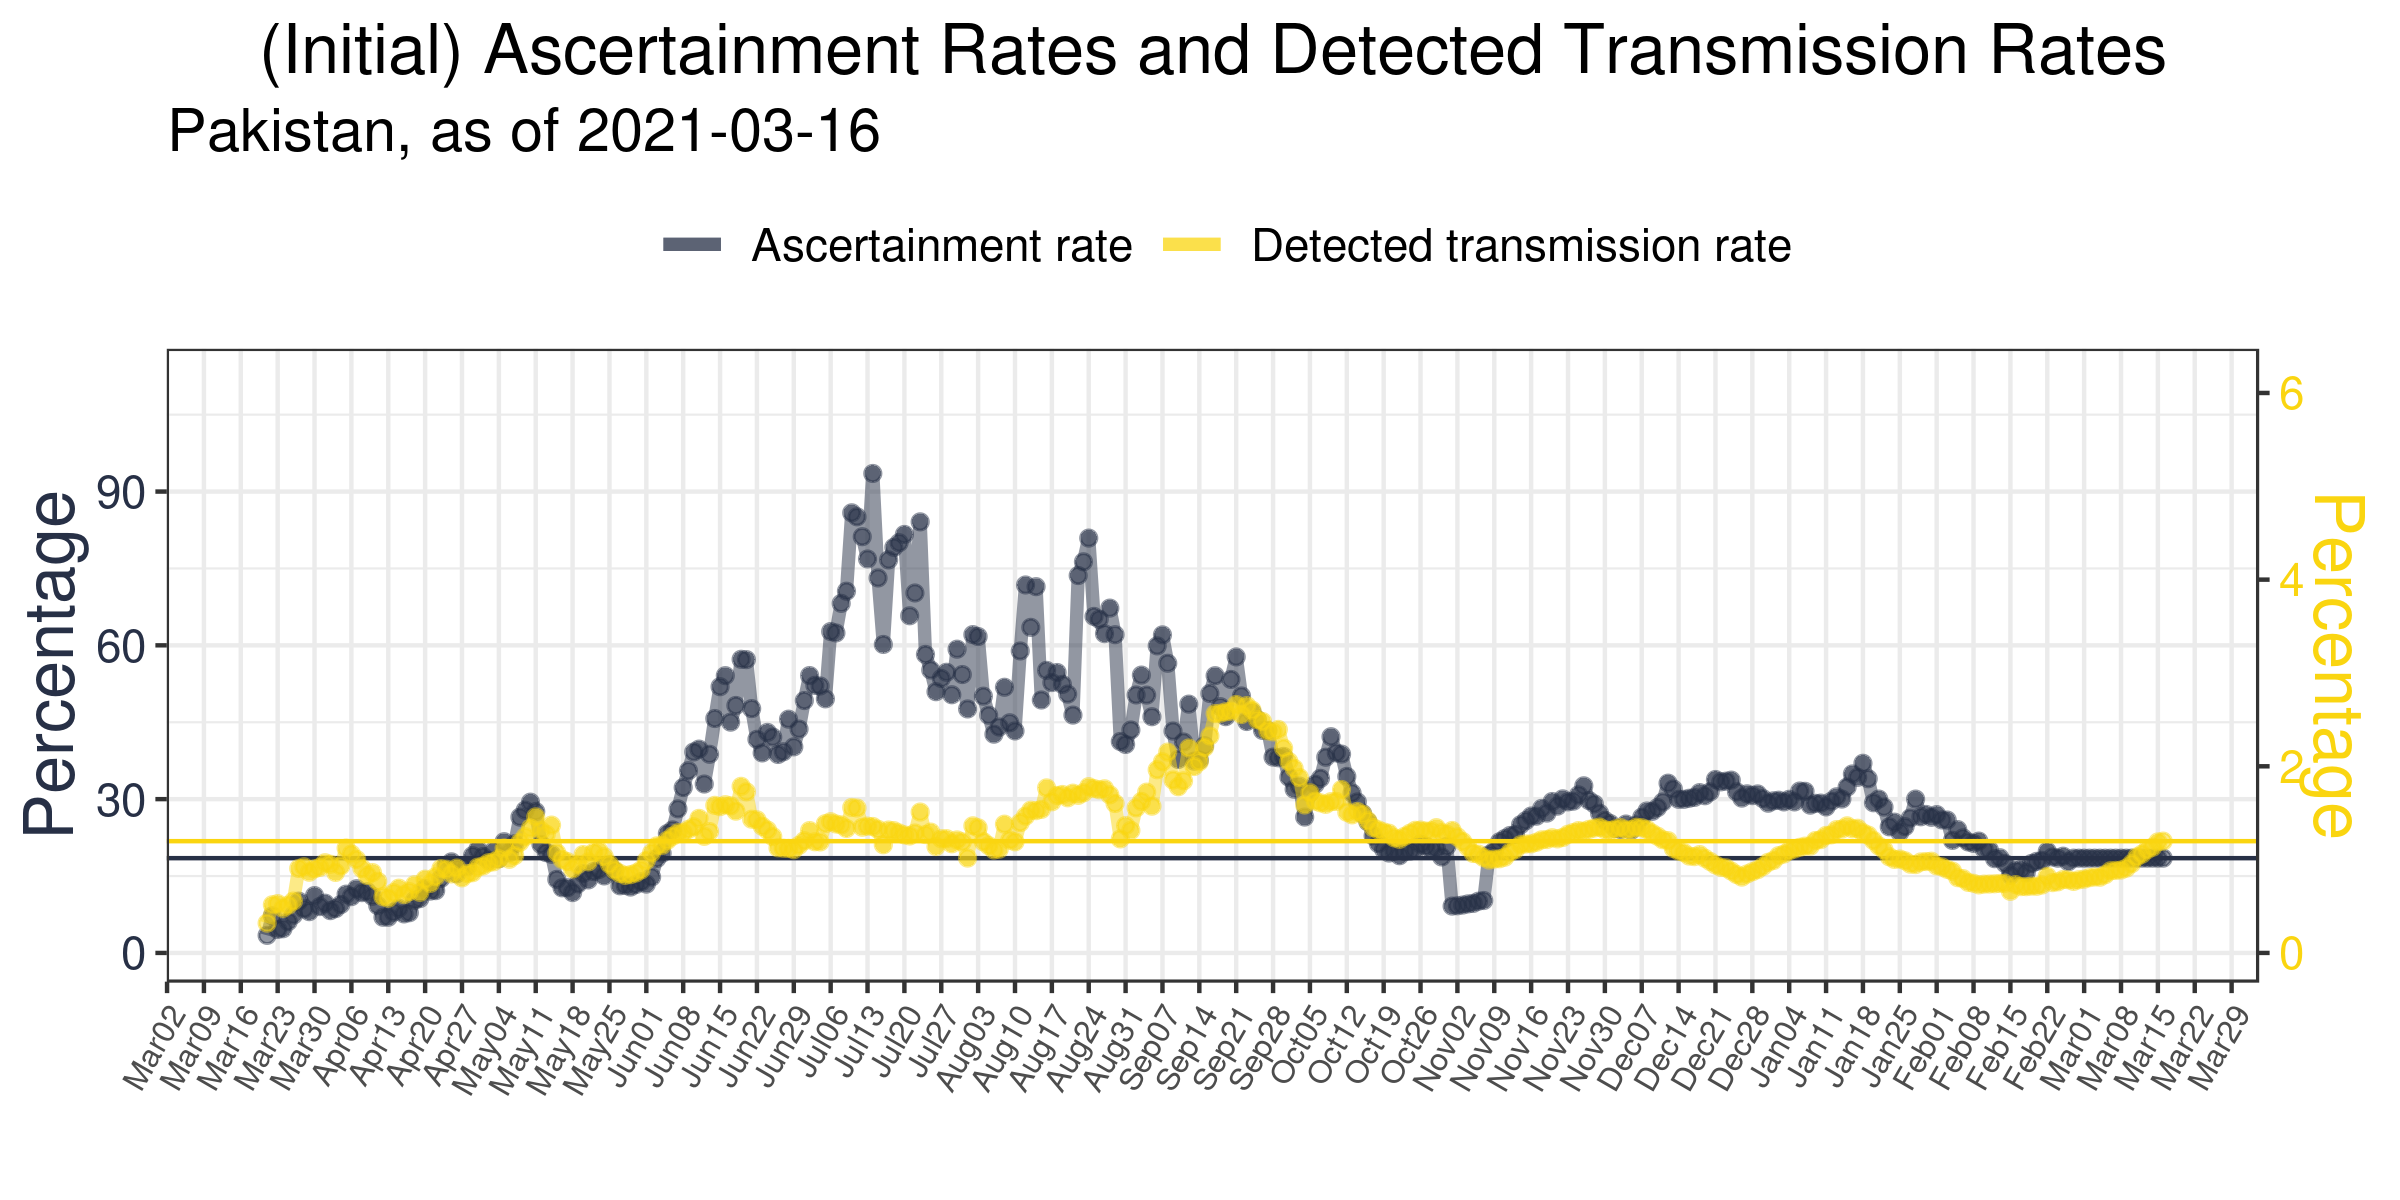 (Initial) Ascertainment Rates and Detected Transmission Rates
Pakistan, as of 2021-03-16
Ascertainment rate Detected transmission rate
Percentage
90
60
30
0
6
4
2
0
Percentage
Mar02 Mar09 Mar16 Mar23 Mar30 Apr06 Apr13 Apr20 Apr27 May04 May11 May18 May25 Jun01 Jun08 Jun15 Jun22 Jun29 Jul06 Jul13 Jul20 Jul27 Aug03 Aug10 Aug17 Aug24 Aug31 Sep07 Sep14 Sep21 Sep28 Oct05 Oct12 Oct19 Oct26 Nov02 Nov09 Nov16 Nov23 Nov30 Dec07 Dec14 Dec21 Dec28 Jan04 Jan11 Jan18 Jan25 Feb01 Feb08 Feb15 Feb22 Mar01 Mar08 Mar15 Mar22 Mar29